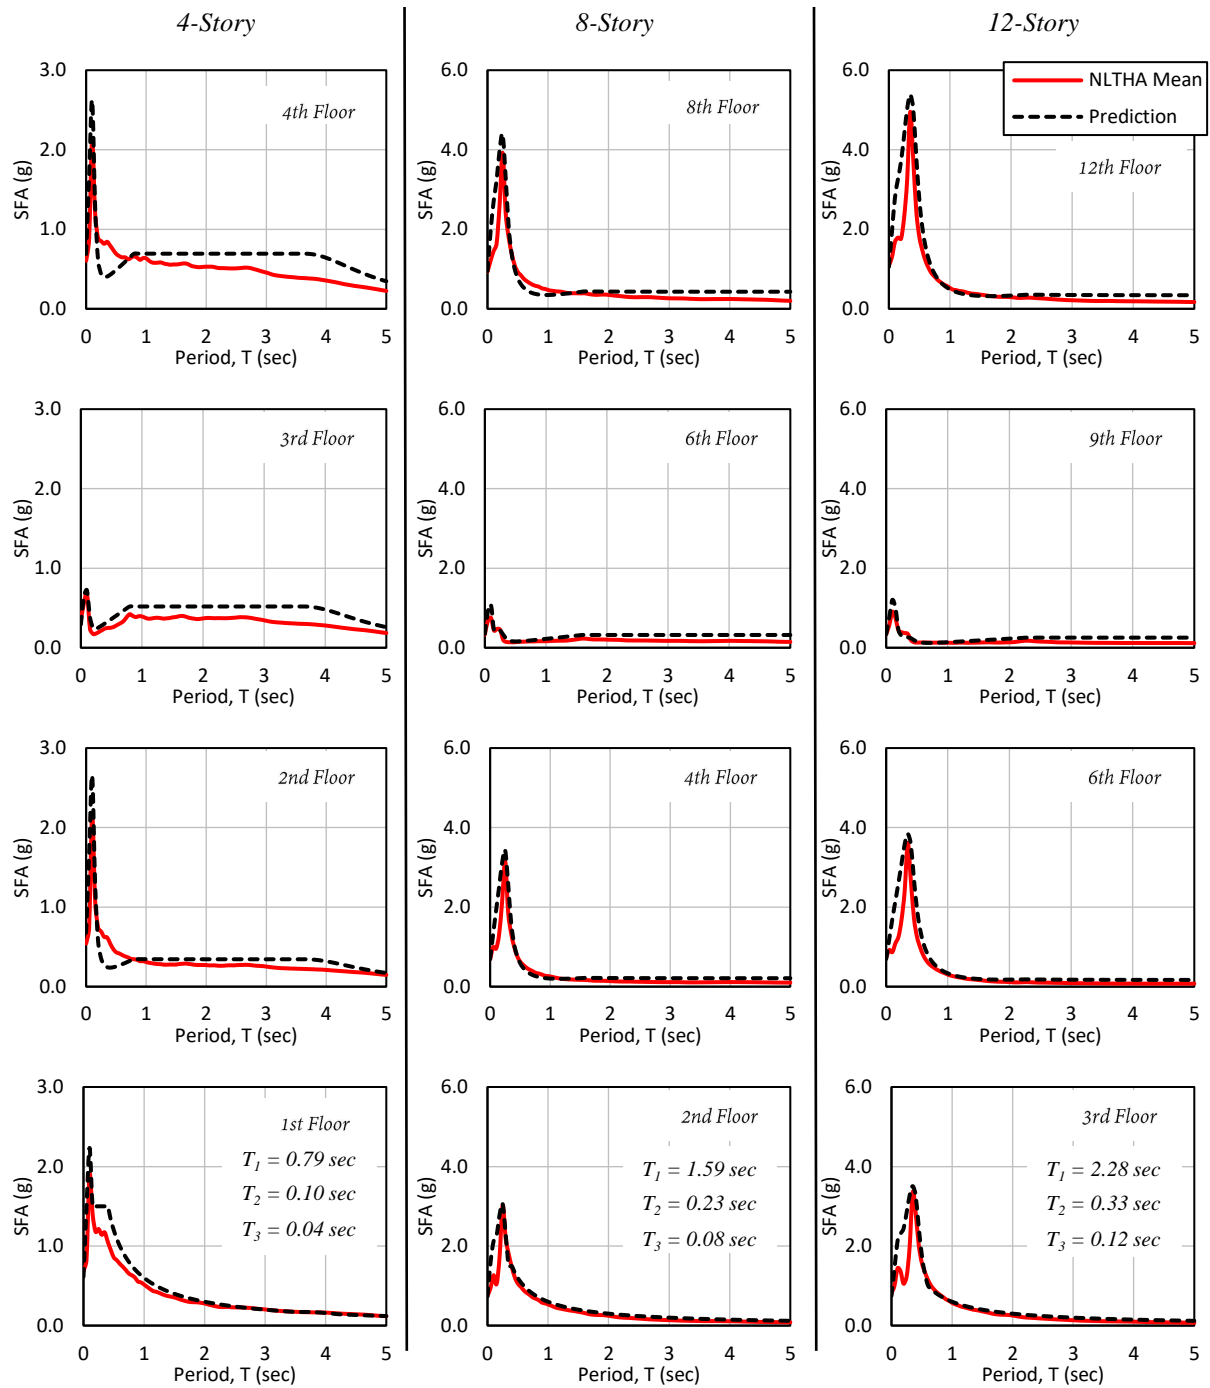 4-Story 8-Story 12-Story
3.0
2.0
1.0
0.0
SFA (g)
4th Floor
0 1 2 3 4 5
Period, T (sec)
6.0
4.0
2.0
0.0
SFA (g)
8th Floor
0 1 2 3 4 5
Period, T (sec)
6.0
4.0
2.0
0.0
SFA (g)
NLTHA Mean
Prediction
12th Floor
0 1 2 3 4 5
Period, T (sec)
3.0
2.0
1.0
0.0
SFA (g)
3rd Floor
0 1 2 3 4 5
Period, T (sec)
6.0
4.0
2.0
0.0
SFA (g)
6th Floor
0 1 2 3 4 5
Period, T (sec)
6.0
4.0
2.0
0.0
SFA (g)
9th Floor
0 1 2 3 4 5
Period, T (sec)
3.0
2.0
1.0
0.0
SFA (g)
2nd Floor
0 1 2 3 4 5
Period, T (sec)
6.0
4.0
2.0
0.0
SFA (g)
4th Floor
0 1 2 3 4 5
Period, T (sec)
6.0
4.0
2.0
0.0
SFA (g)
6th Floor
0 1 2 3 4 5
Period, T (sec)
3.0
2.0
1.0
0.0
SFA (g)
1st Floor
T1 = 0.79 sec
T2 = 0.10 sec
T3 = 0.04 sec
0 1 2 3 4 5
Period, T (sec)
6.0
4.0
2.0
0.0
SFA (g)
2nd Floor
T1 = 1.59 sec
T2 = 0.23 sec
T3 = 0.08 sec
0 1 2 3 4 5
Period, T (sec)
6.0
4.0
2.0
0.0
SFA (g)
3rd Floor
T1 = 2.28 sec
T2 = 0.33 sec
T3 = 0.12 sec
0 1 2 3 4 5
Period, T (sec)